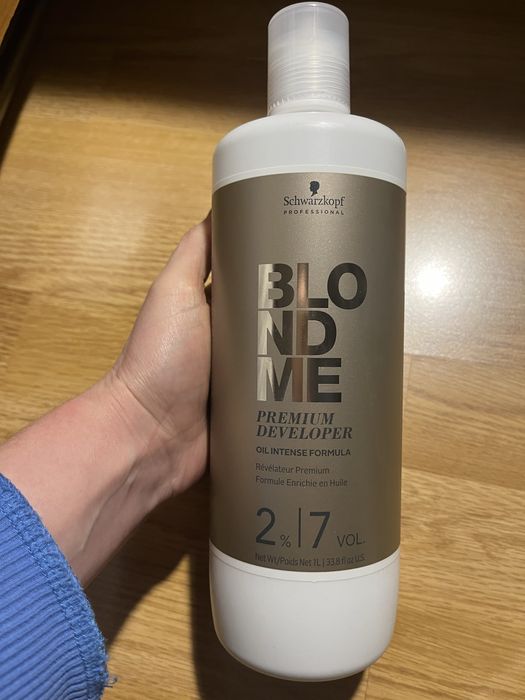 Schwarzkopf
PROFESSIONAL
BLO
ND
ME
PREMIUM
DEVELOPER
OIL INTENSE FORMULA
Révélateur Premium
Formule Enrichie en Huile
2% | 7 VOL.
Net Wt/Poids Net 1L | 33.8 fl oz U.S.